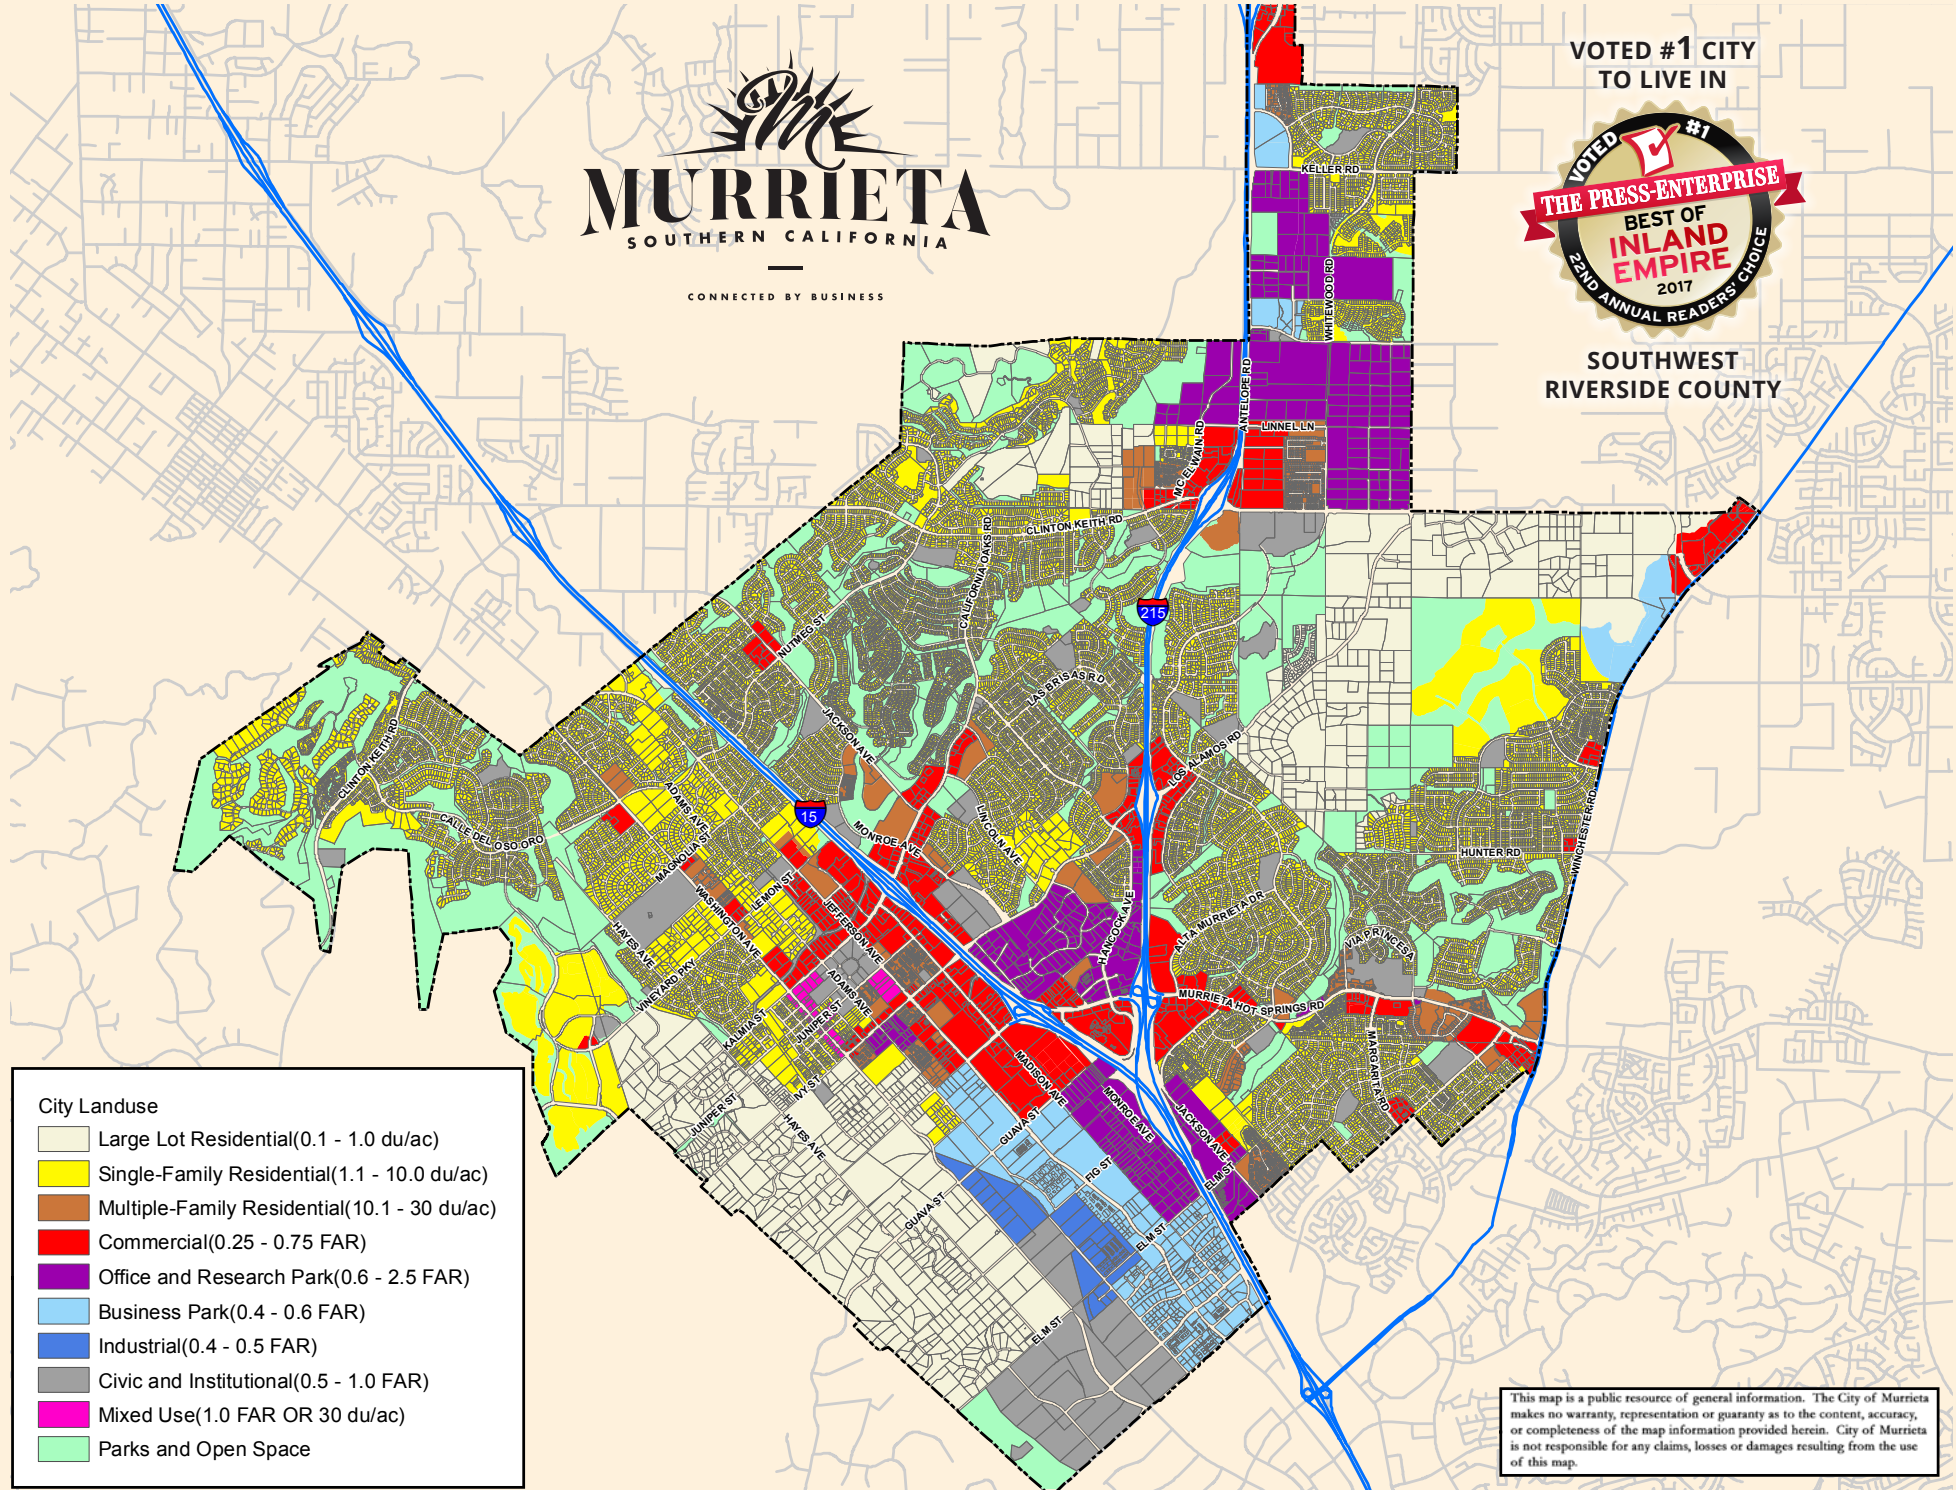 MURRIETA
SOUTHERN CALIFORNIA
CONNECTED BY BUSINESS
VOTED #1 CITY
TO LIVE IN
VOTED #1
THE PRESS-ENTERPRISE
BEST OF
INLAND
EMPIRE
2017
22ND ANNUAL READERS' CHOICE
SOUTHWEST
RIVERSIDE COUNTY
KELLER RD
WHITEWOOD RD
ANTELOPE RD
LINNEL LN
MC ELWAIN RD
CLINTON KEITH RD
CALIFORNIA OAKS RD
215
NUTMEG ST
LAS BRISAS RD
JACKSON AVE
LOS ALAMOS RD
CLINTON KEITH RD
CALLE DEL OSO ORO
ADAMS AVE
15
MONROE AVE
LINCOLN AVE
MAGNOLIA ST
LEMON ST
WASHINGTON AVE
JEFFERSON AVE
HANCOCK AVE
ALTA MURRIETA DR
HUNTER RD
WINCHESTER RD
VIA PRINCESA
HAYES AVE
VINEYARD PKY
ADAMS AVE
MURRIETA HOT SPRINGS RD
KALMIA ST
JUNIPER ST
MARGARITA RD
MADISON AVE
IVY ST
JUNIPER ST
HAYES AVE
GUAVA ST
MONROE AVE
JACKSON AVE
FIG ST
ELM ST
GUAVA ST
ELM ST
ELM ST
City Landuse
Large Lot Residential(0.1 - 1.0 du/ac)
Single-Family Residential(1.1 - 10.0 du/ac)
Multiple-Family Residential(10.1 - 30 du/ac)
Commercial(0.25 - 0.75 FAR)
Office and Research Park(0.6 - 2.5 FAR)
Business Park(0.4 - 0.6 FAR)
Industrial(0.4 - 0.5 FAR)
Civic and Institutional(0.5 - 1.0 FAR)
Mixed Use(1.0 FAR OR 30 du/ac)
Parks and Open Space
This map is a public resource of general information. The City of Murrieta
makes no warranty, representation or guaranty as to the content, accuracy,
or completeness of the map information provided herein. City of Murrieta
is not responsible for any claims, losses or damages resulting from the use
of this map.